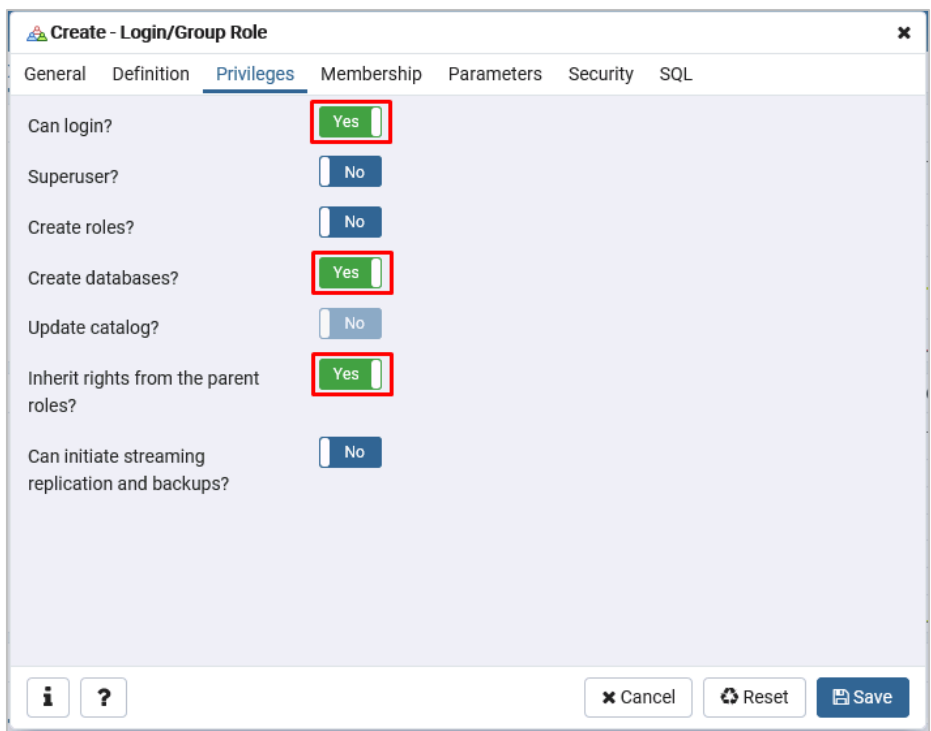 Create - Login/Group Role
General Definition Privileges Membership Parameters Security SQL
Can login? Yes
Superuser? No
Create roles? No
Create databases? Yes
Update catalog? No
Inherit rights from the parent Yes
roles?
Can initiate streaming No
replication and backups?
i ? Cancel Reset Save